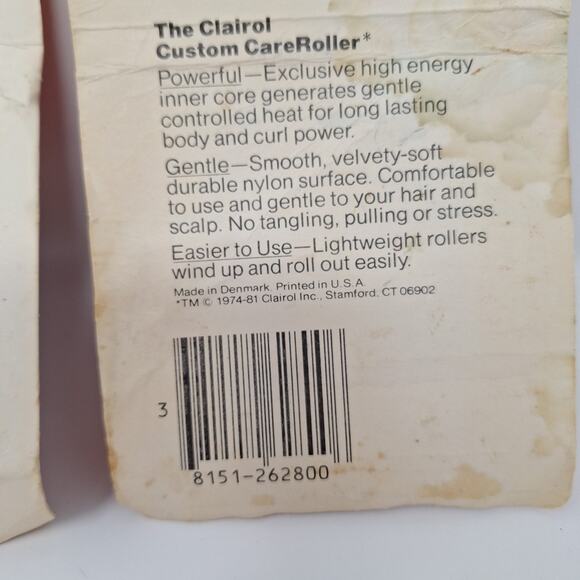 The Clairol
Custom CareRoller*
Powerful—Exclusive high energy
inner core generates gentle
controlled heat for long lasting
body and curl power.
Gentle—Smooth, velvety-soft
durable nylon surface. Comfortable
to use and gentle to your hair and
scalp. No tangling, pulling or stress.
Easier to Use—Lightweight rollers
wind up and roll out easily.
Made in Denmark. Printed in U.S.A.
*TM © 1974-81 Clairol Inc., Stamford, CT 06902
3
8151-262800